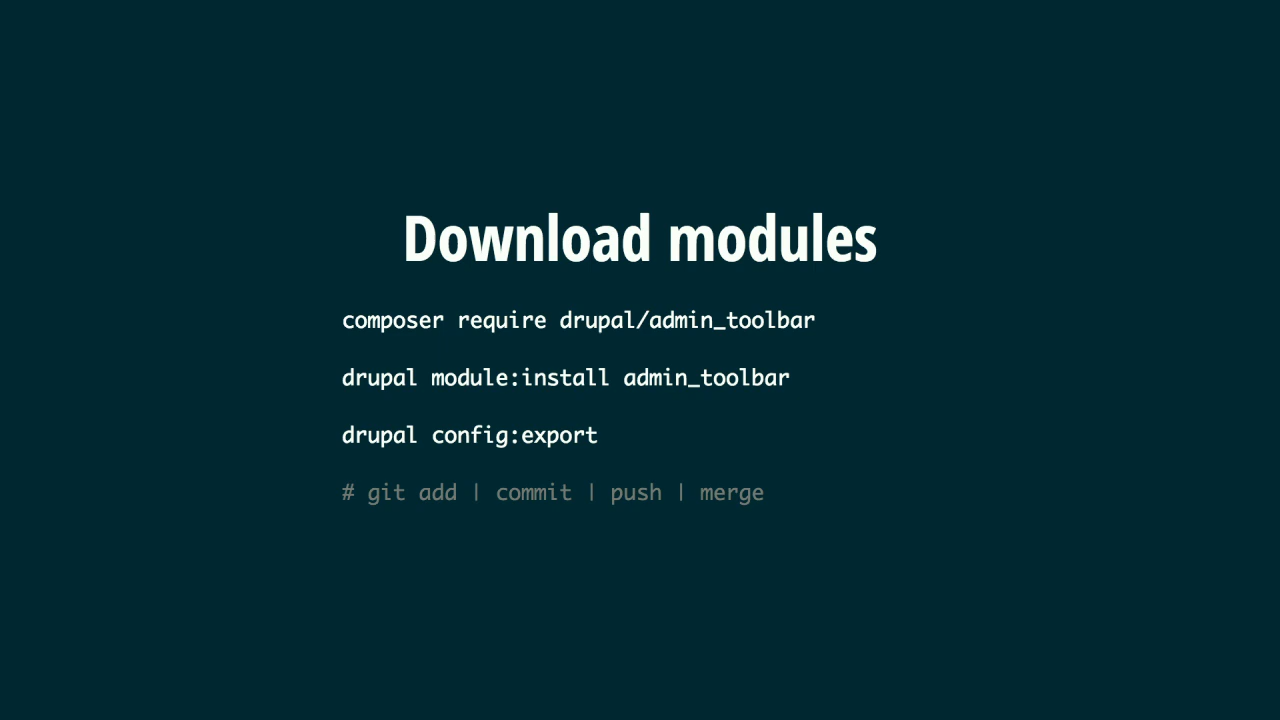 Download modules
composer require drupal/admin_toolbar
drupal module:install admin_toolbar
drupal config:export
# git add | commit | push | merge